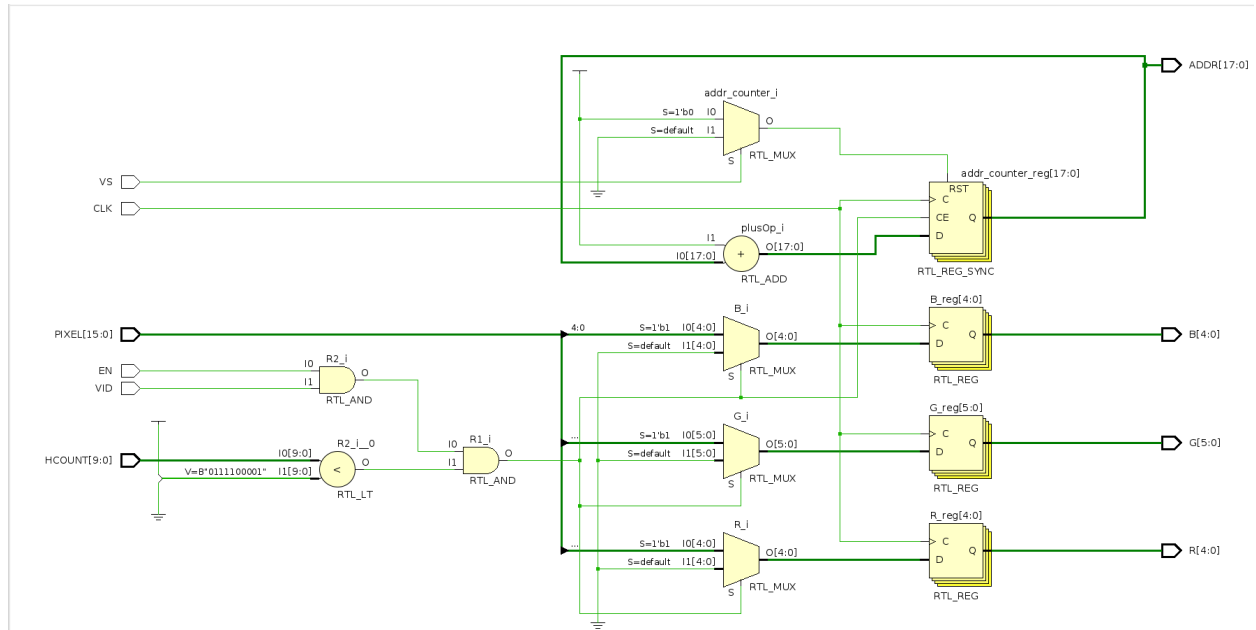 ADDR[17:0]
addr_counter_i
S=1'b0 I0
S=default I1
O
S
RTL_MUX
VS
CLK
addr_counter_reg[17:0]
RST
C
CE
D
Q
RTL_REG_SYNC
plusOp_i
I1
I0[17:0]
+
O[17:0]
RTL_ADD
PIXEL[15:0]
4:0
B_i
S=1'b1 I0[4:0]
S=default I1[4:0]
O[4:0]
S
RTL_MUX
B_reg[4:0]
C
D
Q
RTL_REG
B[4:0]
EN
VID
R2_i
I0
I1
O
RTL_AND
HCOUNT[9:0]
R2_i__0
I0[9:0]
V=B"0111100001" I1[9:0]
<
O
RTL_LT
R1_i
I0
I1
O
RTL_AND
G_i
...
S=1'b1 I0[5:0]
S=default I1[5:0]
O[5:0]
S
RTL_MUX
G_reg[5:0]
C
D
Q
RTL_REG
G[5:0]
R_i
...
S=1'b1 I0[4:0]
S=default I1[4:0]
O[4:0]
S
RTL_MUX
R_reg[4:0]
C
D
Q
RTL_REG
R[4:0]